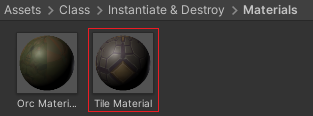 Assets > Class > Instantiate & Destroy > Materials
Orc Materi... Tile Material